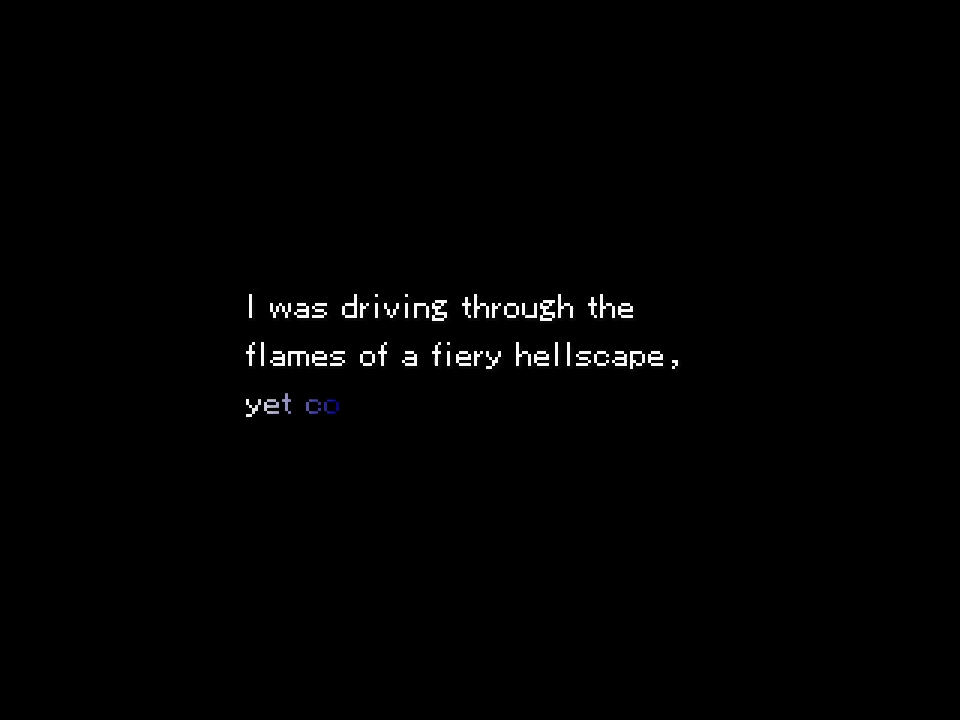 I was driving through the
flames of a fiery hellscape,
yet co